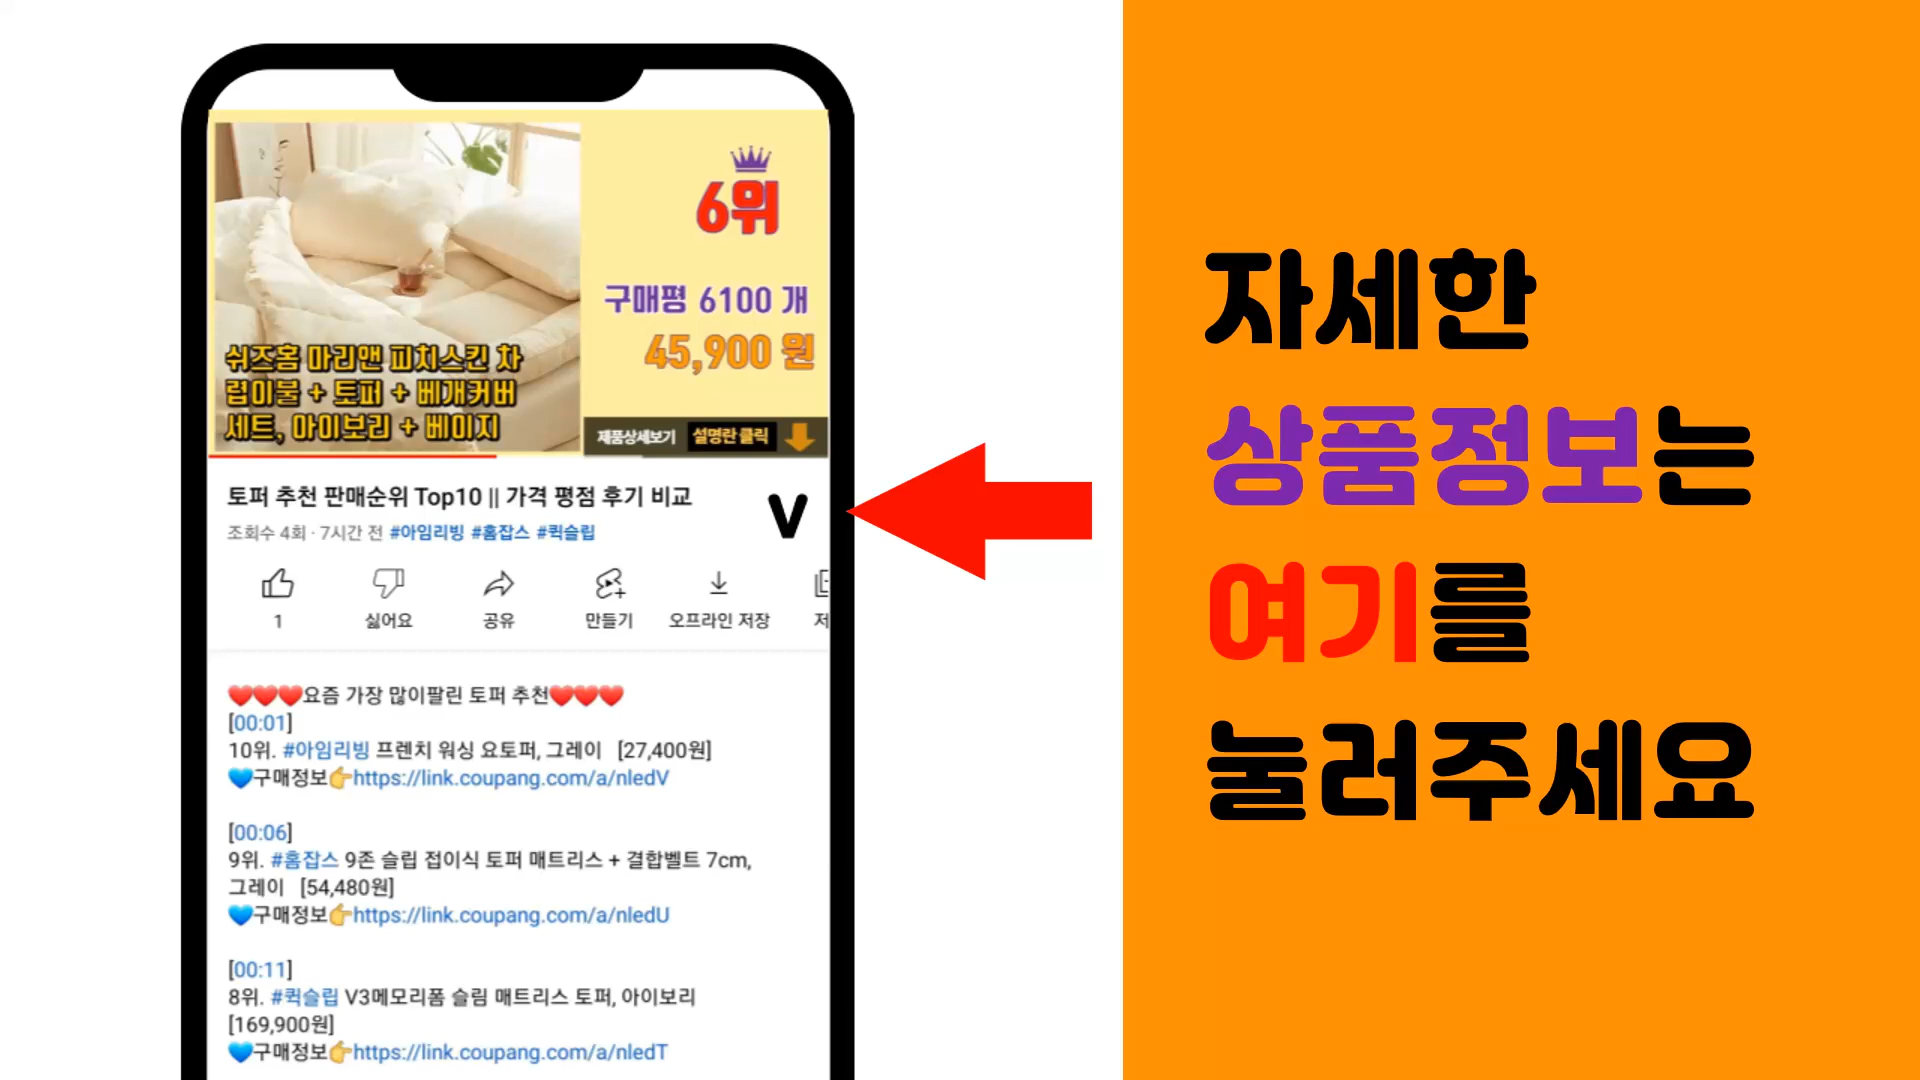 6위
구매평 6100 개
45,900 원
쉬즈홈 마리앤 피치스킨 차
렵이불 + 토퍼 + 베개커버
세트, 아이보리 + 베이지
제품상세보기 설명란 클릭
토퍼 추천 판매순위 Top10 || 가격 평점 후기 비교
V
조회수 4회 · 7시간 전 #아임리빙 #홈잡스 #퀵슬립
1 싫어요 공유 만들기 오프라인 저장 저
❤️❤️❤️요즘 가장 많이팔린 토퍼 추천❤️❤️❤️
[00:01]
10위. #아임리빙 프렌치 워싱 요토퍼, 그레이 [27,400원]
💙구매정보👉https://link.coupang.com/a/nledV
[00:06]
9위. #홈잡스 9존 슬립 접이식 토퍼 매트리스 + 결합벨트 7cm,
그레이 [54,480원]
💙구매정보👉https://link.coupang.com/a/nledU
[00:11]
8위. #퀵슬립 V3메모리폼 슬림 매트리스 토퍼, 아이보리
[169,900원]
💙구매정보👉https://link.coupang.com/a/nledT
자세한
상품정보는
여기를
눌러주세요